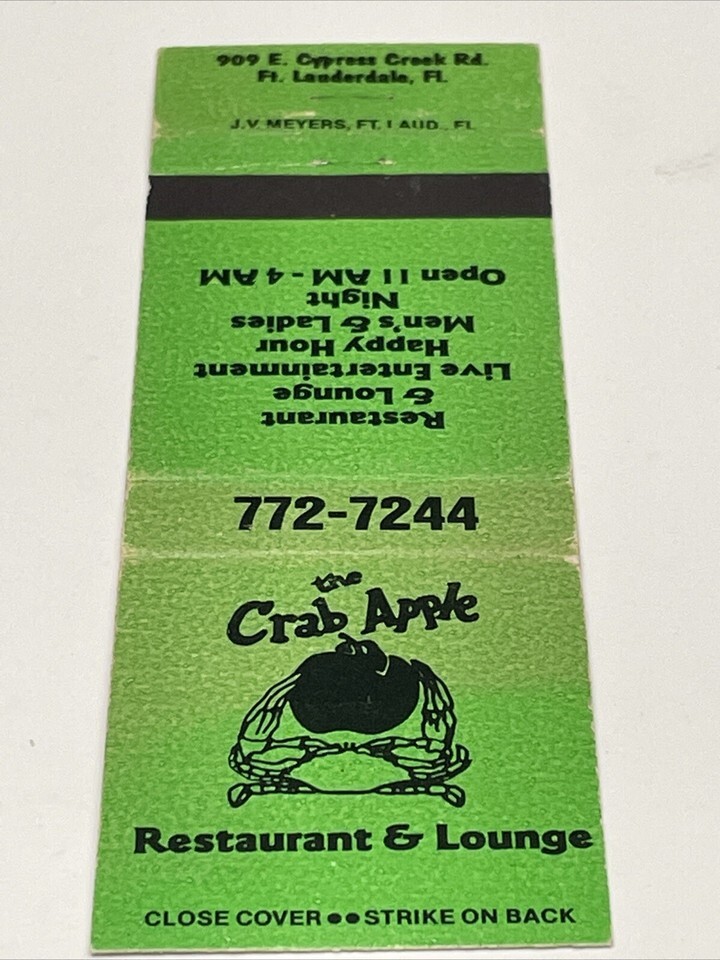 909 E. Cypress Creek Rd.
Ft. Lauderdale, Fl.
J.V. MEYERS, FT. LAUD., FL
Restaurant
& Lounge
Live Entertainment
Happy Hour
Men's & Ladies
Night
Open 11 AM - 4 AM
772-7244
the
Crab Apple
Restaurant & Lounge
CLOSE COVER ●● STRIKE ON BACK